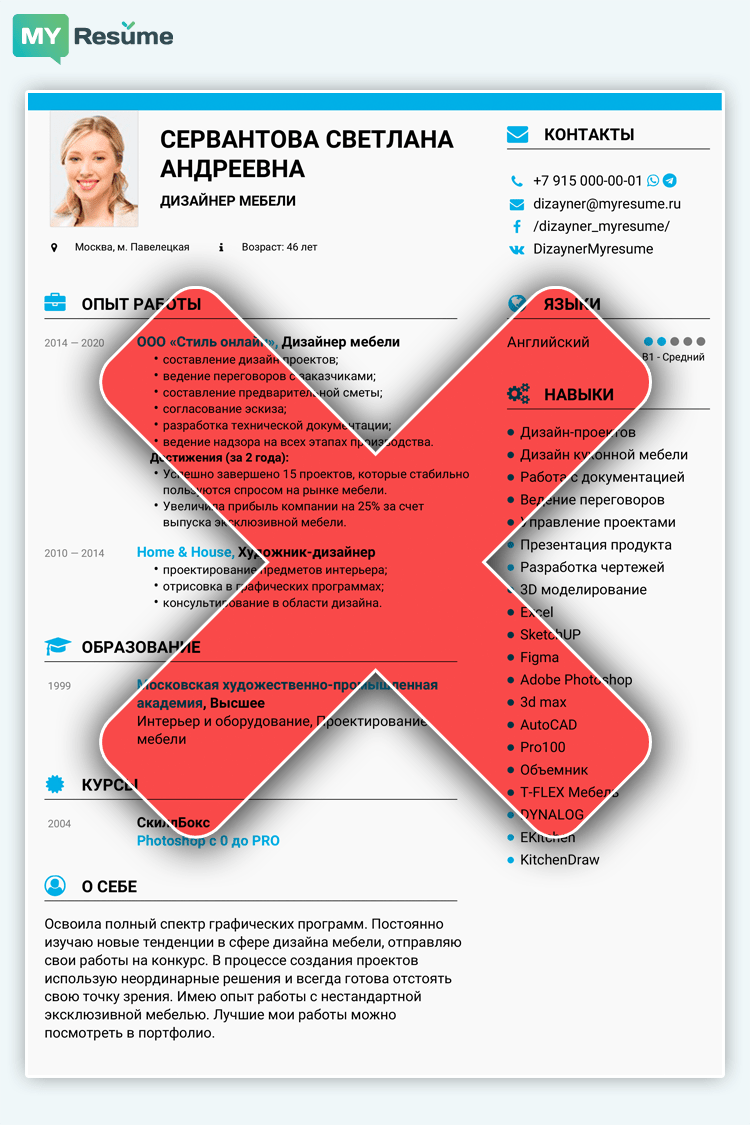 MY Resume
СЕРВАНТОВА СВЕТЛАНА
АНДРЕЕВНА
ДИЗАЙНЕР МЕБЕЛИ
Москва, м. Павелецкая
Возраст: 46 лет
ОПЫТ РАБОТЫ
2014 — 2020
ООО «Стиль онлайн», Дизайнер мебели
• составление дизайн проектов;
• ведение переговоров с заказчиками;
• составление предварительной сметы;
• согласование эскиза;
• разработка технической документации;
• ведение надзора на всех этапах производства.
Достижения (за 2 года):
• Успешно завершено 15 проектов, которые стабильно
пользуются спросом на рынке мебели.
• Увеличила прибыль компании на 25% за счет
выпуска эксклюзивной мебели.
2010 — 2014
Home & House, Художник-дизайнер
• проектирование предметов интерьера;
• отрисовка в графических программах;
• консультирование в области дизайна.
ОБРАЗОВАНИЕ
1999
Московская художественно-промышленная
академия, Высшее
Интерьер и оборудование, Проектирование
мебели
КУРСЫ
2004
СкиллБокс
Photoshop с 0 до PRO
О СЕБЕ
Освоила полный спектр графических программ. Постоянно
изучаю новые тенденции в сфере дизайна мебели, отправляю
свои работы на конкурс. В процессе создания проектов
использую неординарные решения и всегда готова отстоять
свою точку зрения. Имею опыт работы с нестандартной
эксклюзивной мебелью. Лучшие мои работы можно
посмотреть в портфолио.
КОНТАКТЫ
+7 915 000-00-01
dizayner@myresume.ru
/dizayner_myresume/
DizaynerMyresume
ЯЗЫКИ
Английский
B1 - Средний
НАВЫКИ
Дизайн-проектов
Дизайн кухонной мебели
Работа с документацией
Ведение переговоров
Управление проектами
Презентация продукта
Разработка чертежей
3D моделирование
Excel
SketchUP
Figma
Adobe Photoshop
3d max
AutoCAD
Pro100
Объемник
T-FLEX Мебель
DYNALOG
EKitchen
KitchenDraw